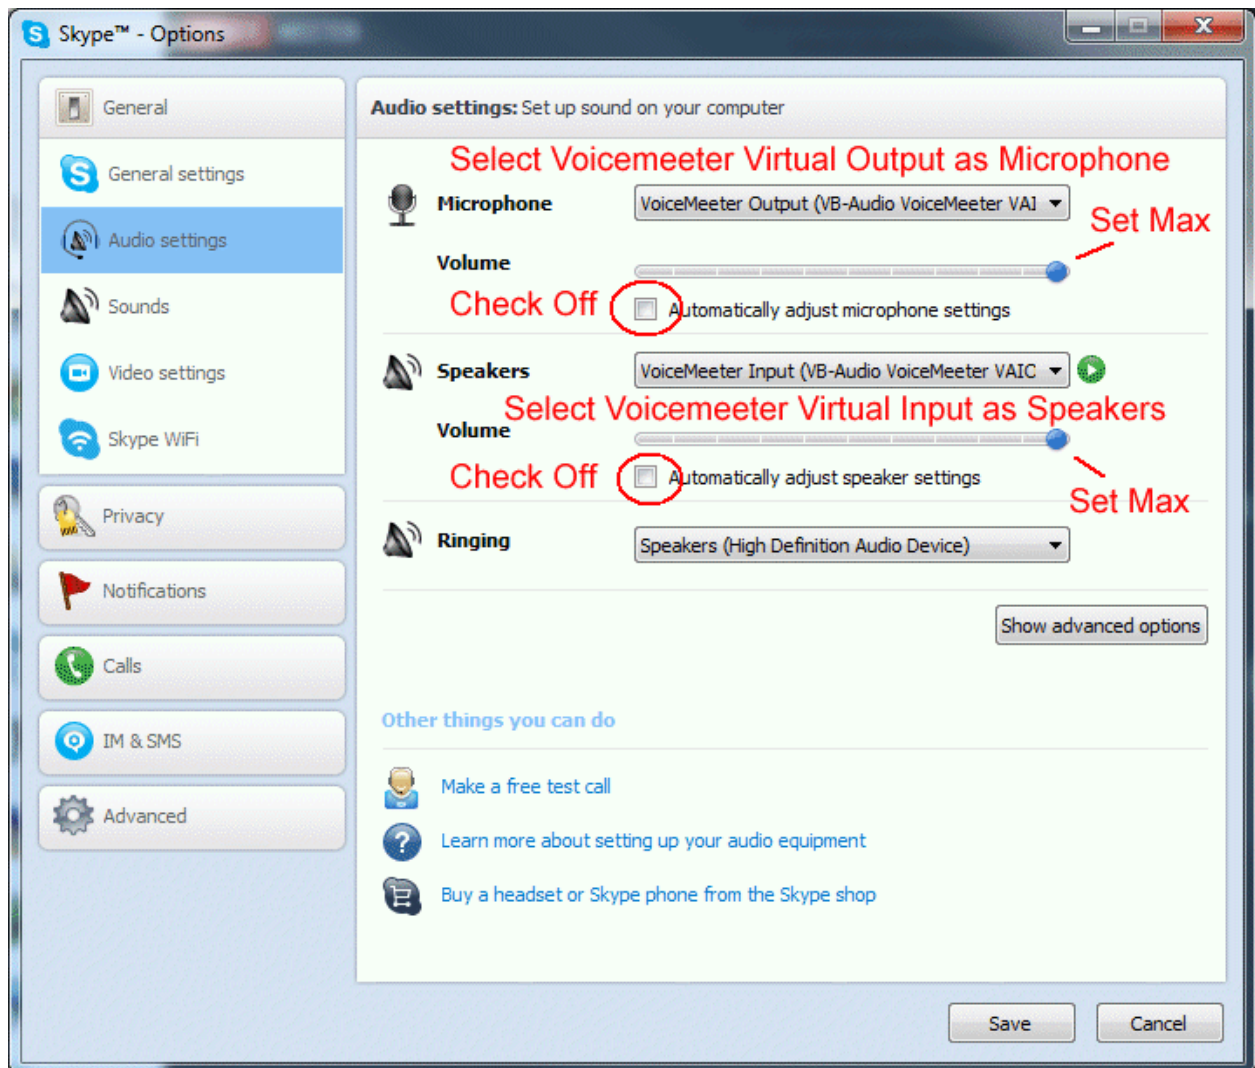 Skype™ - Options
General
Audio settings: Set up sound on your computer
Select Voicemeeter Virtual Output as Microphone
General settings
Microphone
VoiceMeeter Output (VB-Audio VoiceMeeter VAI
Set Max
Audio settings
Volume
Check Off
Automatically adjust microphone settings
Sounds
Speakers
VoiceMeeter Input (VB-Audio VoiceMeeter VAIO
Video settings
Select Voicemeeter Virtual Input as Speakers
Volume
Skype WiFi
Check Off
Automatically adjust speaker settings
Set Max
Privacy
Ringing
Speakers (High Definition Audio Device)
Notifications
Show advanced options
Calls
Other things you can do
IM & SMS
Make a free test call
Advanced
Learn more about setting up your audio equipment
Buy a headset or Skype phone from the Skype shop
Save
Cancel